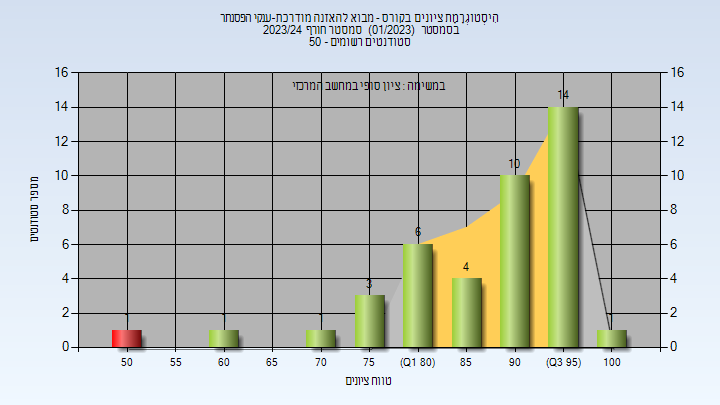 היסטוגרמת ציונים בקורס - מבוא להאזנה מודרכת-ענקי הפסנתר
בסמסטר (01/2023) סמסטר חורף 2023/24
סטודנטים רשומים - 50
במשימה : ציון סופי במחשב המרכזי
16 16
14 14 14
12 12
10 10 10
8 8
6 6 6
4 4 4
3
2 2
1 1 1 1
0 0
50 55 60 65 70 75 (Q1 80) 85 90 (Q3 95) 100
מספר סטודנטים
טווח ציונים